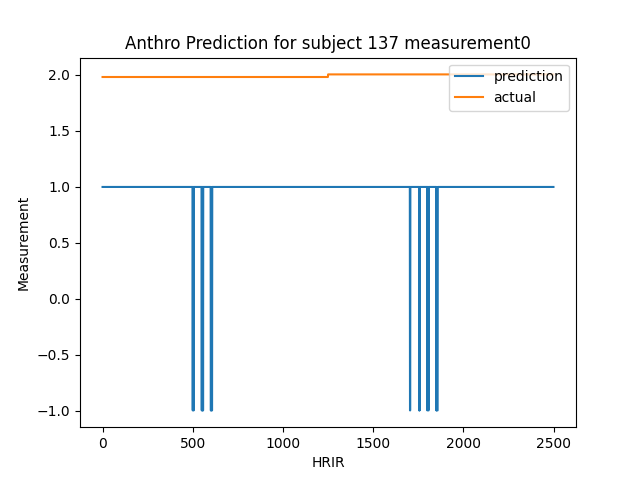 Anthro Prediction for subject 137 measurement0
prediction
actual
2.0
1.5
1.0
0.5
0.0
−0.5
−1.0
Measurement
0 500 1000 1500 2000 2500
HRIR